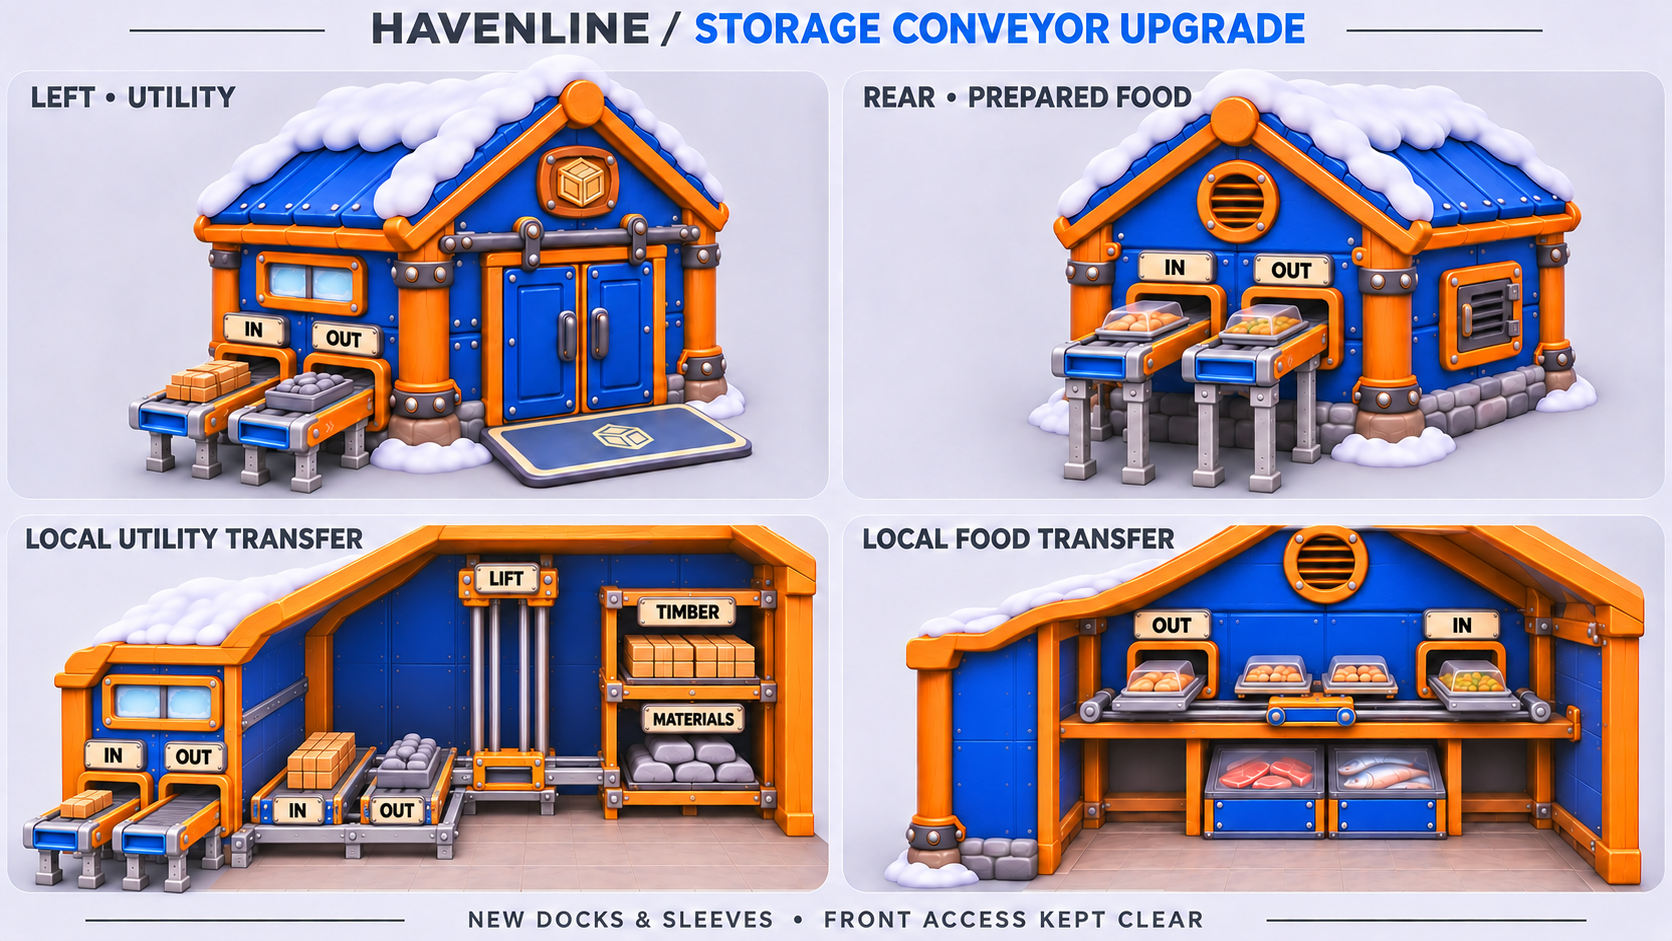 HAVENLINE / STORAGE CONVEYOR UPGRADE
LEFT • UTILITY
IN
OUT
REAR • PREPARED FOOD
IN
OUT
LOCAL UTILITY TRANSFER
LIFT
TIMBER
MATERIALS
IN
OUT
IN
OUT
LOCAL FOOD TRANSFER
OUT
IN
NEW DOCKS & SLEEVES • FRONT ACCESS KEPT CLEAR